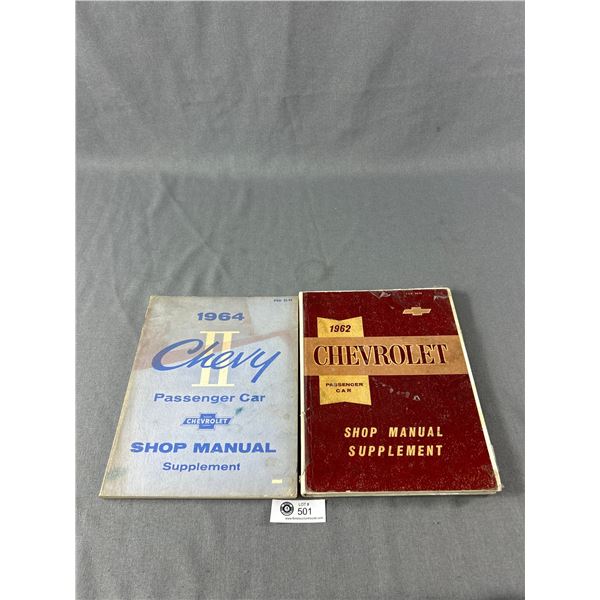 1964
Chevy
II
Passenger Car
CHEVROLET
SHOP MANUAL
Supplement
1962
CHEVROLET
PASSENGER
CAR
SHOP MANUAL
SUPPLEMENT
LOT #
501